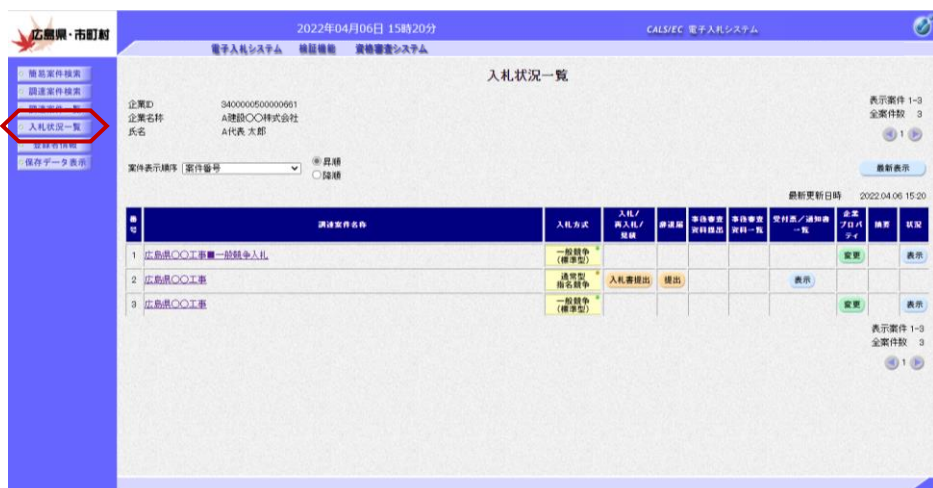 広島県・市町村
2022年04月06日 15時20分
CALS/EC 電子入札システム
電子入札システム 検証機能 資格審査システム
簡易案件検索
調達案件検索
調達案件一覧
入札状況一覧
登録者情報
保存データ表示
入札状況一覧
企業ID 3400000500000661
企業名称 A建設〇〇株式会社
氏名 A代表 太郎
表示案件 1-3
全案件数 3
1
案件表示順序 案件番号
昇順
降順
最新表示
最新更新日時 2022.04.06 15:20
番号 調達案件名称 入札方式 入札/再入札/見積 辞退届 事後審査資料提出 事後審査資料一覧 受付票/通知書一覧 企業プロパティ 摘要 状況
1 広島県〇〇工事■一般競争入札 一般競争(標準型) 変更 表示
2 広島県〇〇工事 通常型指名競争 入札書提出 提出 表示
3 広島県〇〇工事 一般競争(標準型) 変更 表示
表示案件 1-3
全案件数 3
1